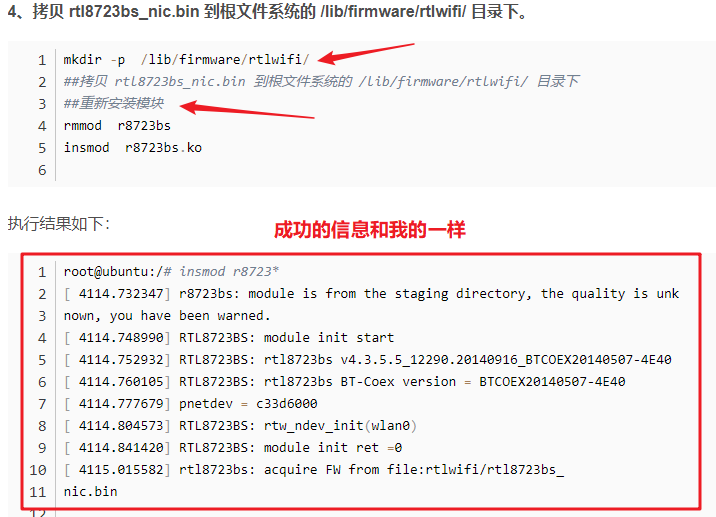 4、拷贝 rtl8723bs_nic.bin 到根文件系统的 /lib/firmware/rtlwifi/ 目录下。
1 mkdir -p  /lib/firmware/rtlwifi/
2 ##拷贝 rtl8723bs_nic.bin 到根文件系统的 /lib/firmware/rtlwifi/ 目录下
3 ##重新安装模块
4 rmmod  r8723bs
5 insmod  r8723bs.ko
6
执行结果如下：
成功的信息和我的一样
1 root@ubuntu:/# insmod r8723*
2 [ 4114.732347] r8723bs: module is from the staging directory, the quality is unk
3 nown, you have been warned.
4 [ 4114.748990] RTL8723BS: module init start
5 [ 4114.752932] RTL8723BS: rtl8723bs v4.3.5.5_12290.20140916_BTCOEX20140507-4E40
6 [ 4114.760105] RTL8723BS: rtl8723bs BT-Coex version = BTCOEX20140507-4E40
7 [ 4114.777679] pnetdev = c33d6000
8 [ 4114.804573] RTL8723BS: rtw_ndev_init(wlan0)
9 [ 4114.841420] RTL8723BS: module init ret =0
10 [ 4115.015582] rtl8723bs: acquire FW from file:rtlwifi/rtl8723bs_
11 nic.bin
12